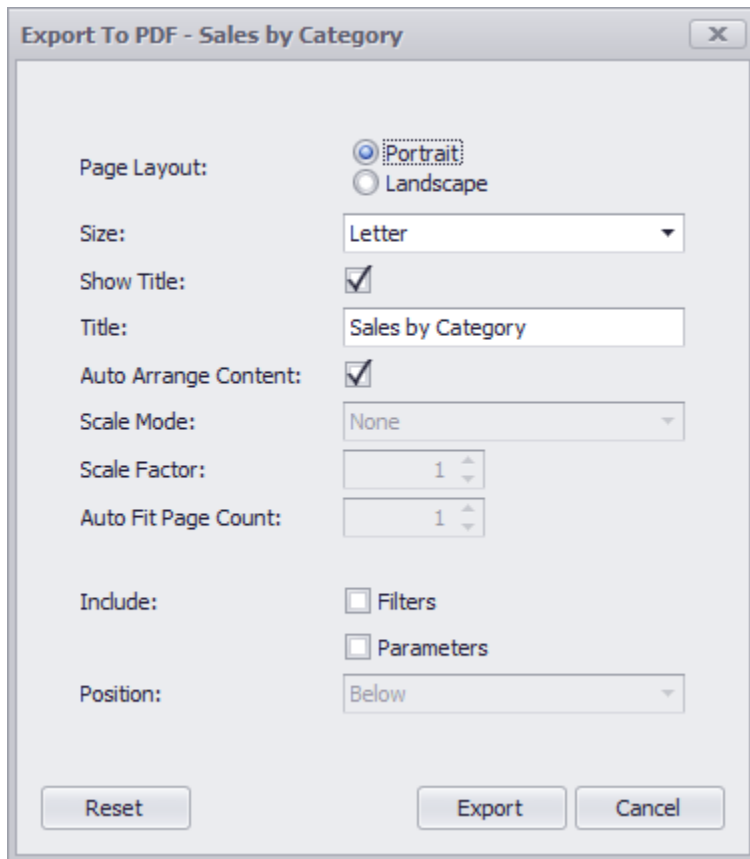 Export To PDF - Sales by Category
Page Layout:
Portrait
Landscape
Size:
Letter
Show Title:
Title:
Sales by Category
Auto Arrange Content:
Scale Mode:
None
Scale Factor:
1
Auto Fit Page Count:
1
Include:
Filters
Parameters
Position:
Below
Reset
Export
Cancel